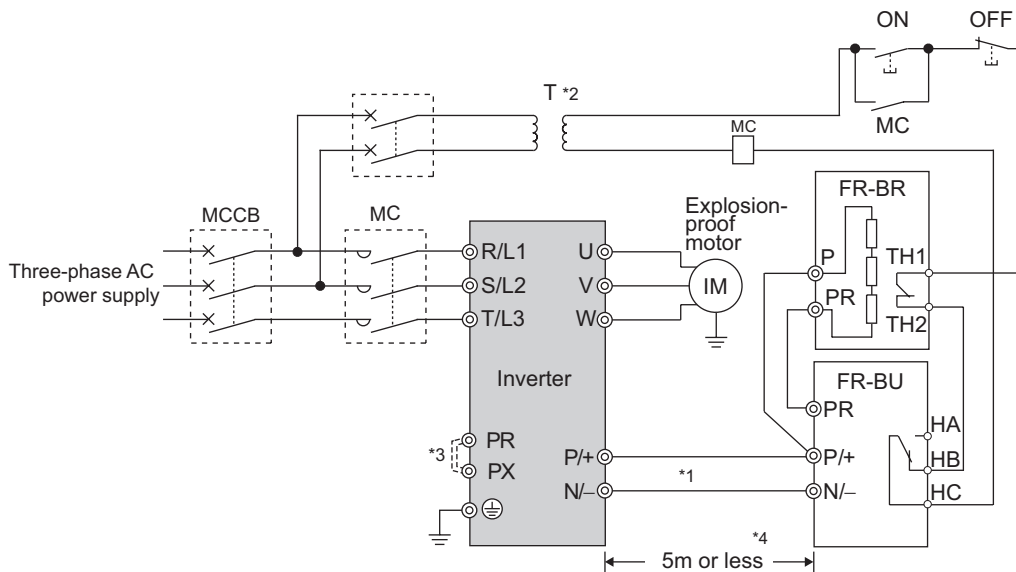 ON
OFF
T *2
MC
MC
FR-BR
MCCB
MC
Explosion-
proof
motor
R/L1
U
P
TH1
Three-phase AC
power supply
S/L2
V
IM
PR
T/L3
W
TH2
Inverter
FR-BU
PR
HA
PR
*3
P/+
P/+
HB
PX
*1
N/–
N/–
HC
*4
5m or less